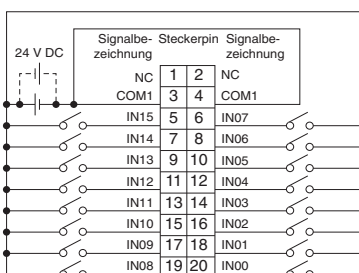 Signalbe- Steckerpin Signalbe-
24 V DC zeichnung zeichnung
NC 1 2 NC
COM1 3 4 COM1
IN15 5 6 IN07
IN14 7 8 IN06
IN13 9 10 IN05
IN12 11 12 IN04
IN11 13 14 IN03
IN10 15 16 IN02
IN09 17 18 IN01
IN08 19 20 IN00